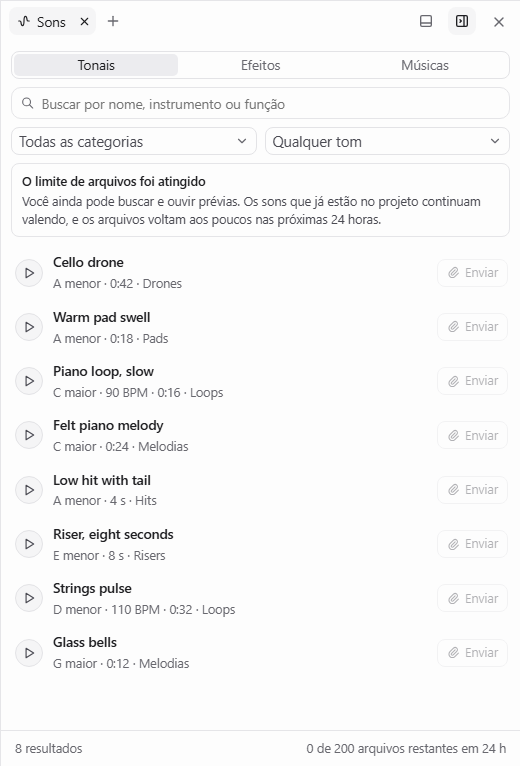 Sons
Tonais
Efeitos
Músicas
Buscar por nome, instrumento ou função
Todas as categorias
Qualquer tom
O limite de arquivos foi atingido
Você ainda pode buscar e ouvir prévias. Os sons que já estão no projeto continuam
valendo, e os arquivos voltam aos poucos nas próximas 24 horas.
Cello drone
A menor · 0:42 · Drones
Enviar
Warm pad swell
A menor · 0:18 · Pads
Enviar
Piano loop, slow
C maior · 90 BPM · 0:16 · Loops
Enviar
Felt piano melody
C maior · 0:24 · Melodias
Enviar
Low hit with tail
A menor · 4 s · Hits
Enviar
Riser, eight seconds
E menor · 8 s · Risers
Enviar
Strings pulse
D menor · 110 BPM · 0:32 · Loops
Enviar
Glass bells
G maior · 0:12 · Melodias
Enviar
8 resultados
0 de 200 arquivos restantes em 24 h